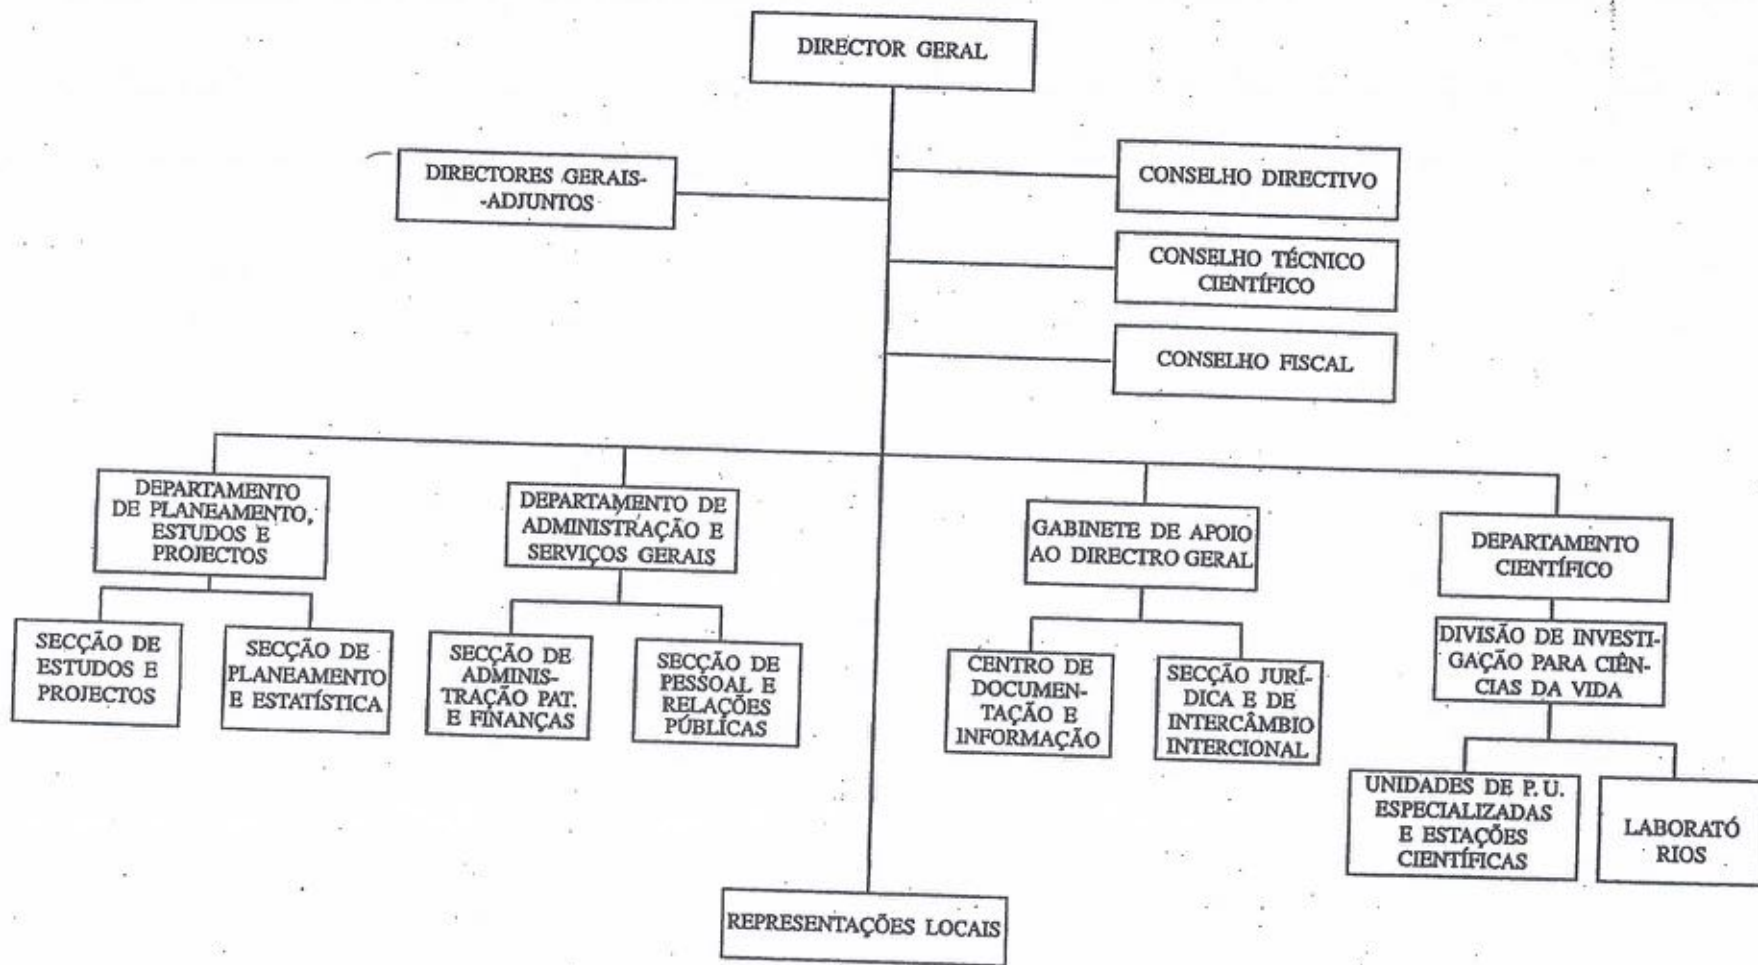 DIRECTOR GERAL
DIRECTORES GERAIS-
-ADJUNTOS
CONSELHO DIRECTIVO
CONSELHO TÉCNICO
CIENTÍFICO
CONSELHO FISCAL
DEPARTAMENTO
DE PLANEAMENTO,
ESTUDOS E
PROJECTOS
DEPARTAMENTO DE
ADMINISTRAÇÃO E
SERVIÇOS GERAIS
GABINETE DE APOIO
AO DIRECTRO GERAL
DEPARTAMENTO
CIENTÍFICO
SECÇÃO DE
ESTUDOS E
PROJECTOS
SECÇÃO DE
PLANEAMENTO
E ESTATÍSTICA
SECÇÃO DE
ADMINIS-
TRAÇÃO PAT.
E FINANÇAS
SECÇÃO DE
PESSOAL E
RELAÇÕES
PÚBLICAS
CENTRO DE
DOCUMEN-
TAÇÃO E
INFORMAÇÃO
SECÇÃO JURÍ-
DICA E DE
INTERCÂMBIO
INTERCIONAL
DIVISÃO DE INVESTI-
GAÇÃO PARA CIÊN-
CIAS DA VIDA
UNIDADES DE P. U.
ESPECIALIZADAS
E ESTAÇÕES
CIENTÍFICAS
LABORATÓ
RIOS
REPRESENTAÇÕES LOCAIS